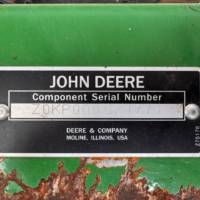 JOHN DEERE
Component Serial Number
DEERE & COMPANY
MOLINE, ILLINOIS, USA